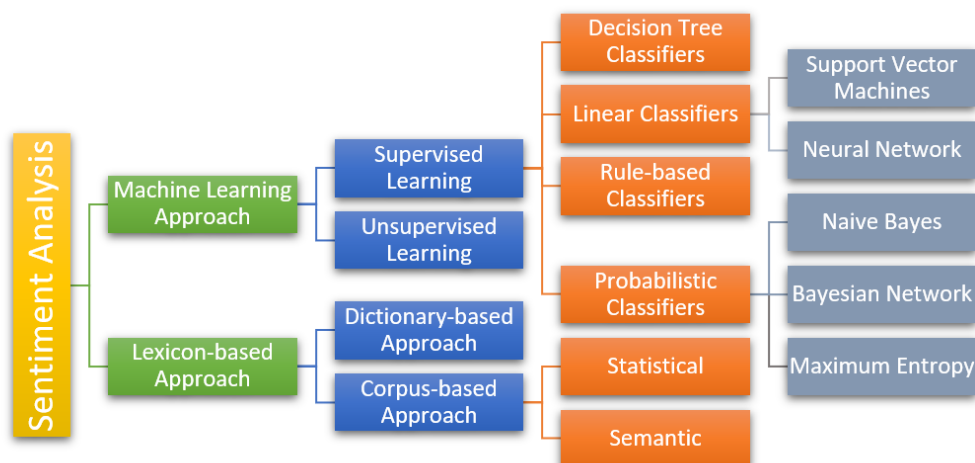 Sentiment Analysis
Machine Learning
Approach
Lexicon-based
Approach
Supervised
Learning
Unsupervised
Learning
Dictionary-based
Approach
Corpus-based
Approach
Decision Tree
Classifiers
Linear Classifiers
Rule-based
Classifiers
Probabilistic
Classifiers
Statistical
Semantic
Support Vector
Machines
Neural Network
Naive Bayes
Bayesian Network
Maximum Entropy